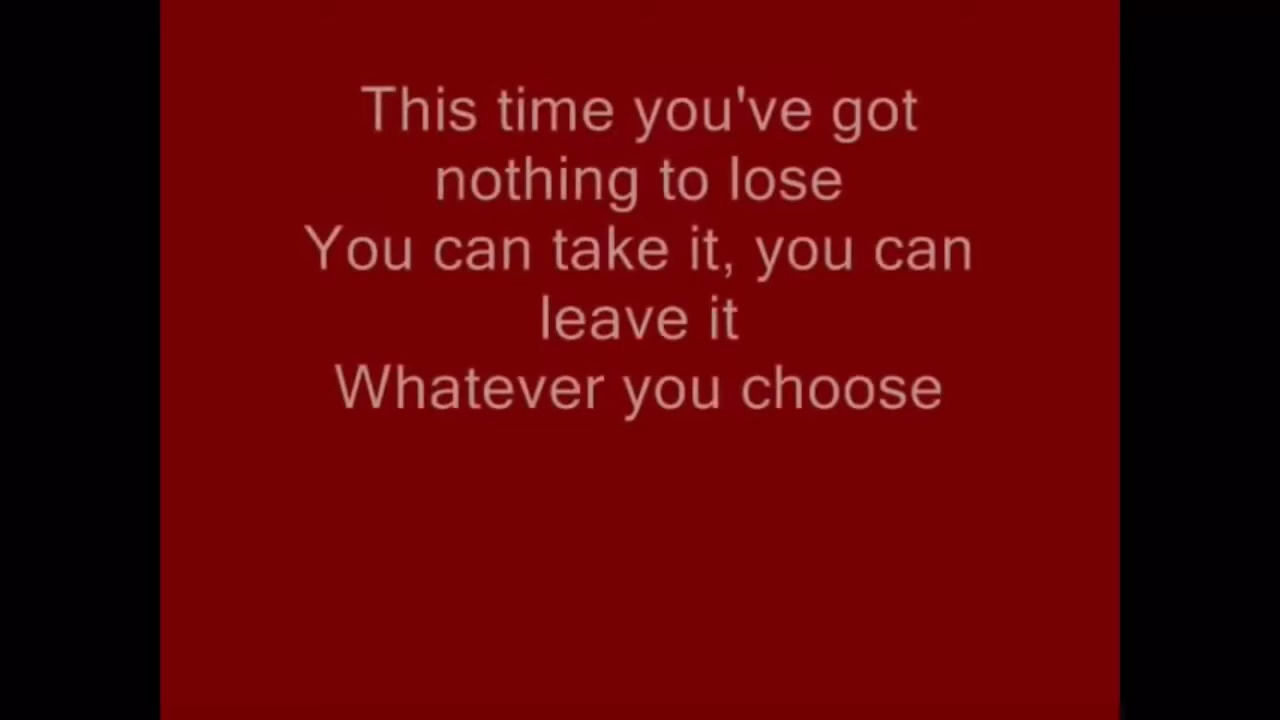 This time you've got
nothing to lose
You can take it, you can
leave it
Whatever you choose